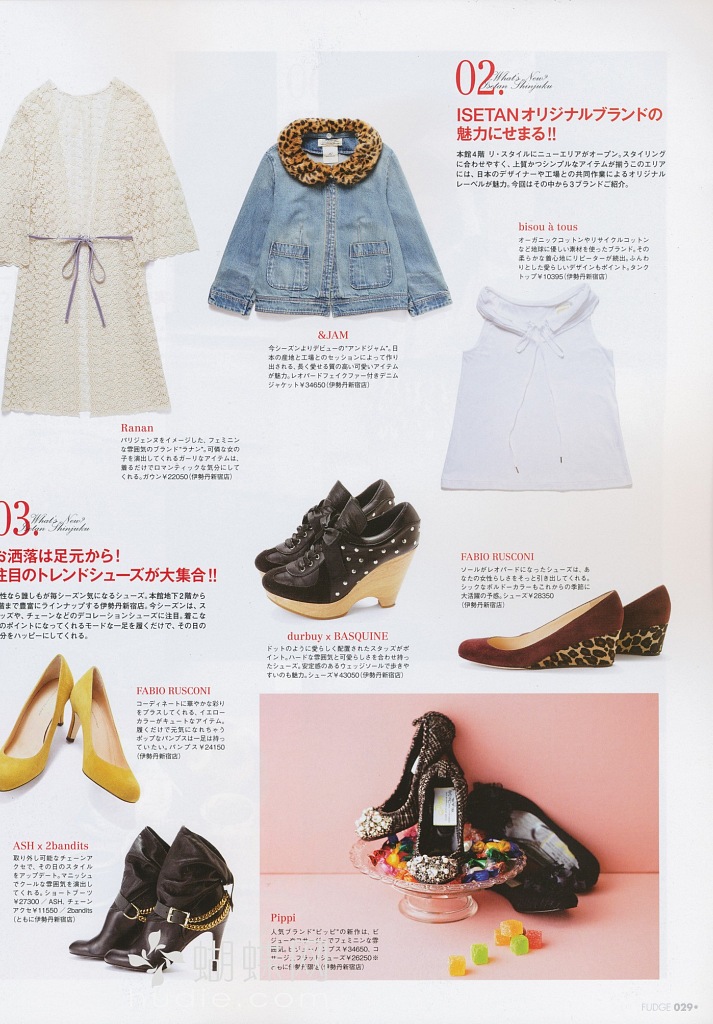 02.
What's New?
Isetan Shinjuku
ISETANオリジナルブランドの
魅力にせまる!!
本館4階 リ・スタイルにニューエリアがオープン。スタイリング
に合わせやすく、上質かつシンプルなアイテムが揃うこのエリア
には、日本のデザイナーや工場との共同作業によるオリジナル
レーベルが魅力。今回はその中から3ブランドご紹介。
bisou à tous
オーガニックコットンやリサイクルコットン
など地球に優しい素材を使ったブランド。その
柔らかな着心地にリピーターが続出。ふんわ
りとした愛らしいデザインもポイント。タンク
トップ¥10395(伊勢丹新宿店)
&JAM
今シーズンよりデビューの"アンドジャム"。日
本の産地と工場とのセッションによって作り
出される、長く愛せる質の高い可愛いアイテム
が魅力。レオパードフェイクファー付きデニム
ジャケット¥34650(伊勢丹新宿店)
Ranan
パリジェンヌをイメージした、フェミニン
な雰囲気のブランド"ラナン"。可憐な女の
子を演出してくれるガーリなアイテムは、
着るだけでロマンティックな気分にして
くれる。ガウン¥22050(伊勢丹新宿店)
03.
What's New?
Isetan Shinjuku
お洒落は足元から!
注目のトレンドシューズが大集合!!
性なら誰しもが毎シーズン気になるシューズ。本館地下2階から
階まで豊富にラインナップする伊勢丹新宿店。今シーズンは、ス
ッズや、チェーンなどのデコレーションシューズに注目。着こな
のポイントになってくれるモードな一足を履くだけで、その日の
分をハッピーにしてくれる。
durbuy x BASQUINE
ドットのように愛らしく配置されたスタッズがポ
イント。ハードな雰囲気と可愛らしさを合わせ持っ
たシューズ。安定感のあるウェッジソールで歩きや
すいのも魅力。シューズ¥43050(伊勢丹新宿店)
FABIO RUSCONI
ソールがレオパードになったシューズは、あ
なたの女性らしさをそっと引き出してくれる。
シックなボルドーカラーもこれからの季節に
大活躍の予感。シューズ¥28350
(伊勢丹新宿店)
FABIO RUSCONI
コーディネートに華やかな彩り
をプラスしてくれる、イエロー
カラーがキュートなアイテム。
履くだけで元気になれちゃう
ポップなパンプスは一足は持っ
ていたい。パンプス¥24150
(伊勢丹新宿店)
ASH x 2bandits
取り外し可能なチェーンア
クセで、その日のスタイル
をアップデート。マニッシュ
でクールな雰囲気を演出し
てくれる。ショートブーツ
¥27300／ASH、チェーン
アクセ¥11550／2bandits
(ともに伊勢丹新宿店)
Pippi
人気ブランド"ピッピ"の新作は、ビ
ジューやコサージュでフェミニンな雰
囲気。ビジューパンプス¥34650、コ
サージュフラットシューズ¥26250※
ともに伊勢丹限定(伊勢丹新宿店)
nudie.com
FUDGE 029